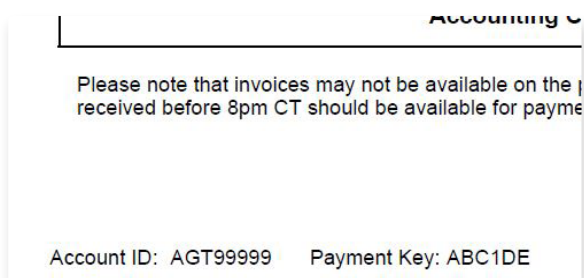 Accounting C
Please note that invoices may not be available on the
received before 8pm CT should be available for payme
Account ID: AGT99999 Payment Key: ABC1DE